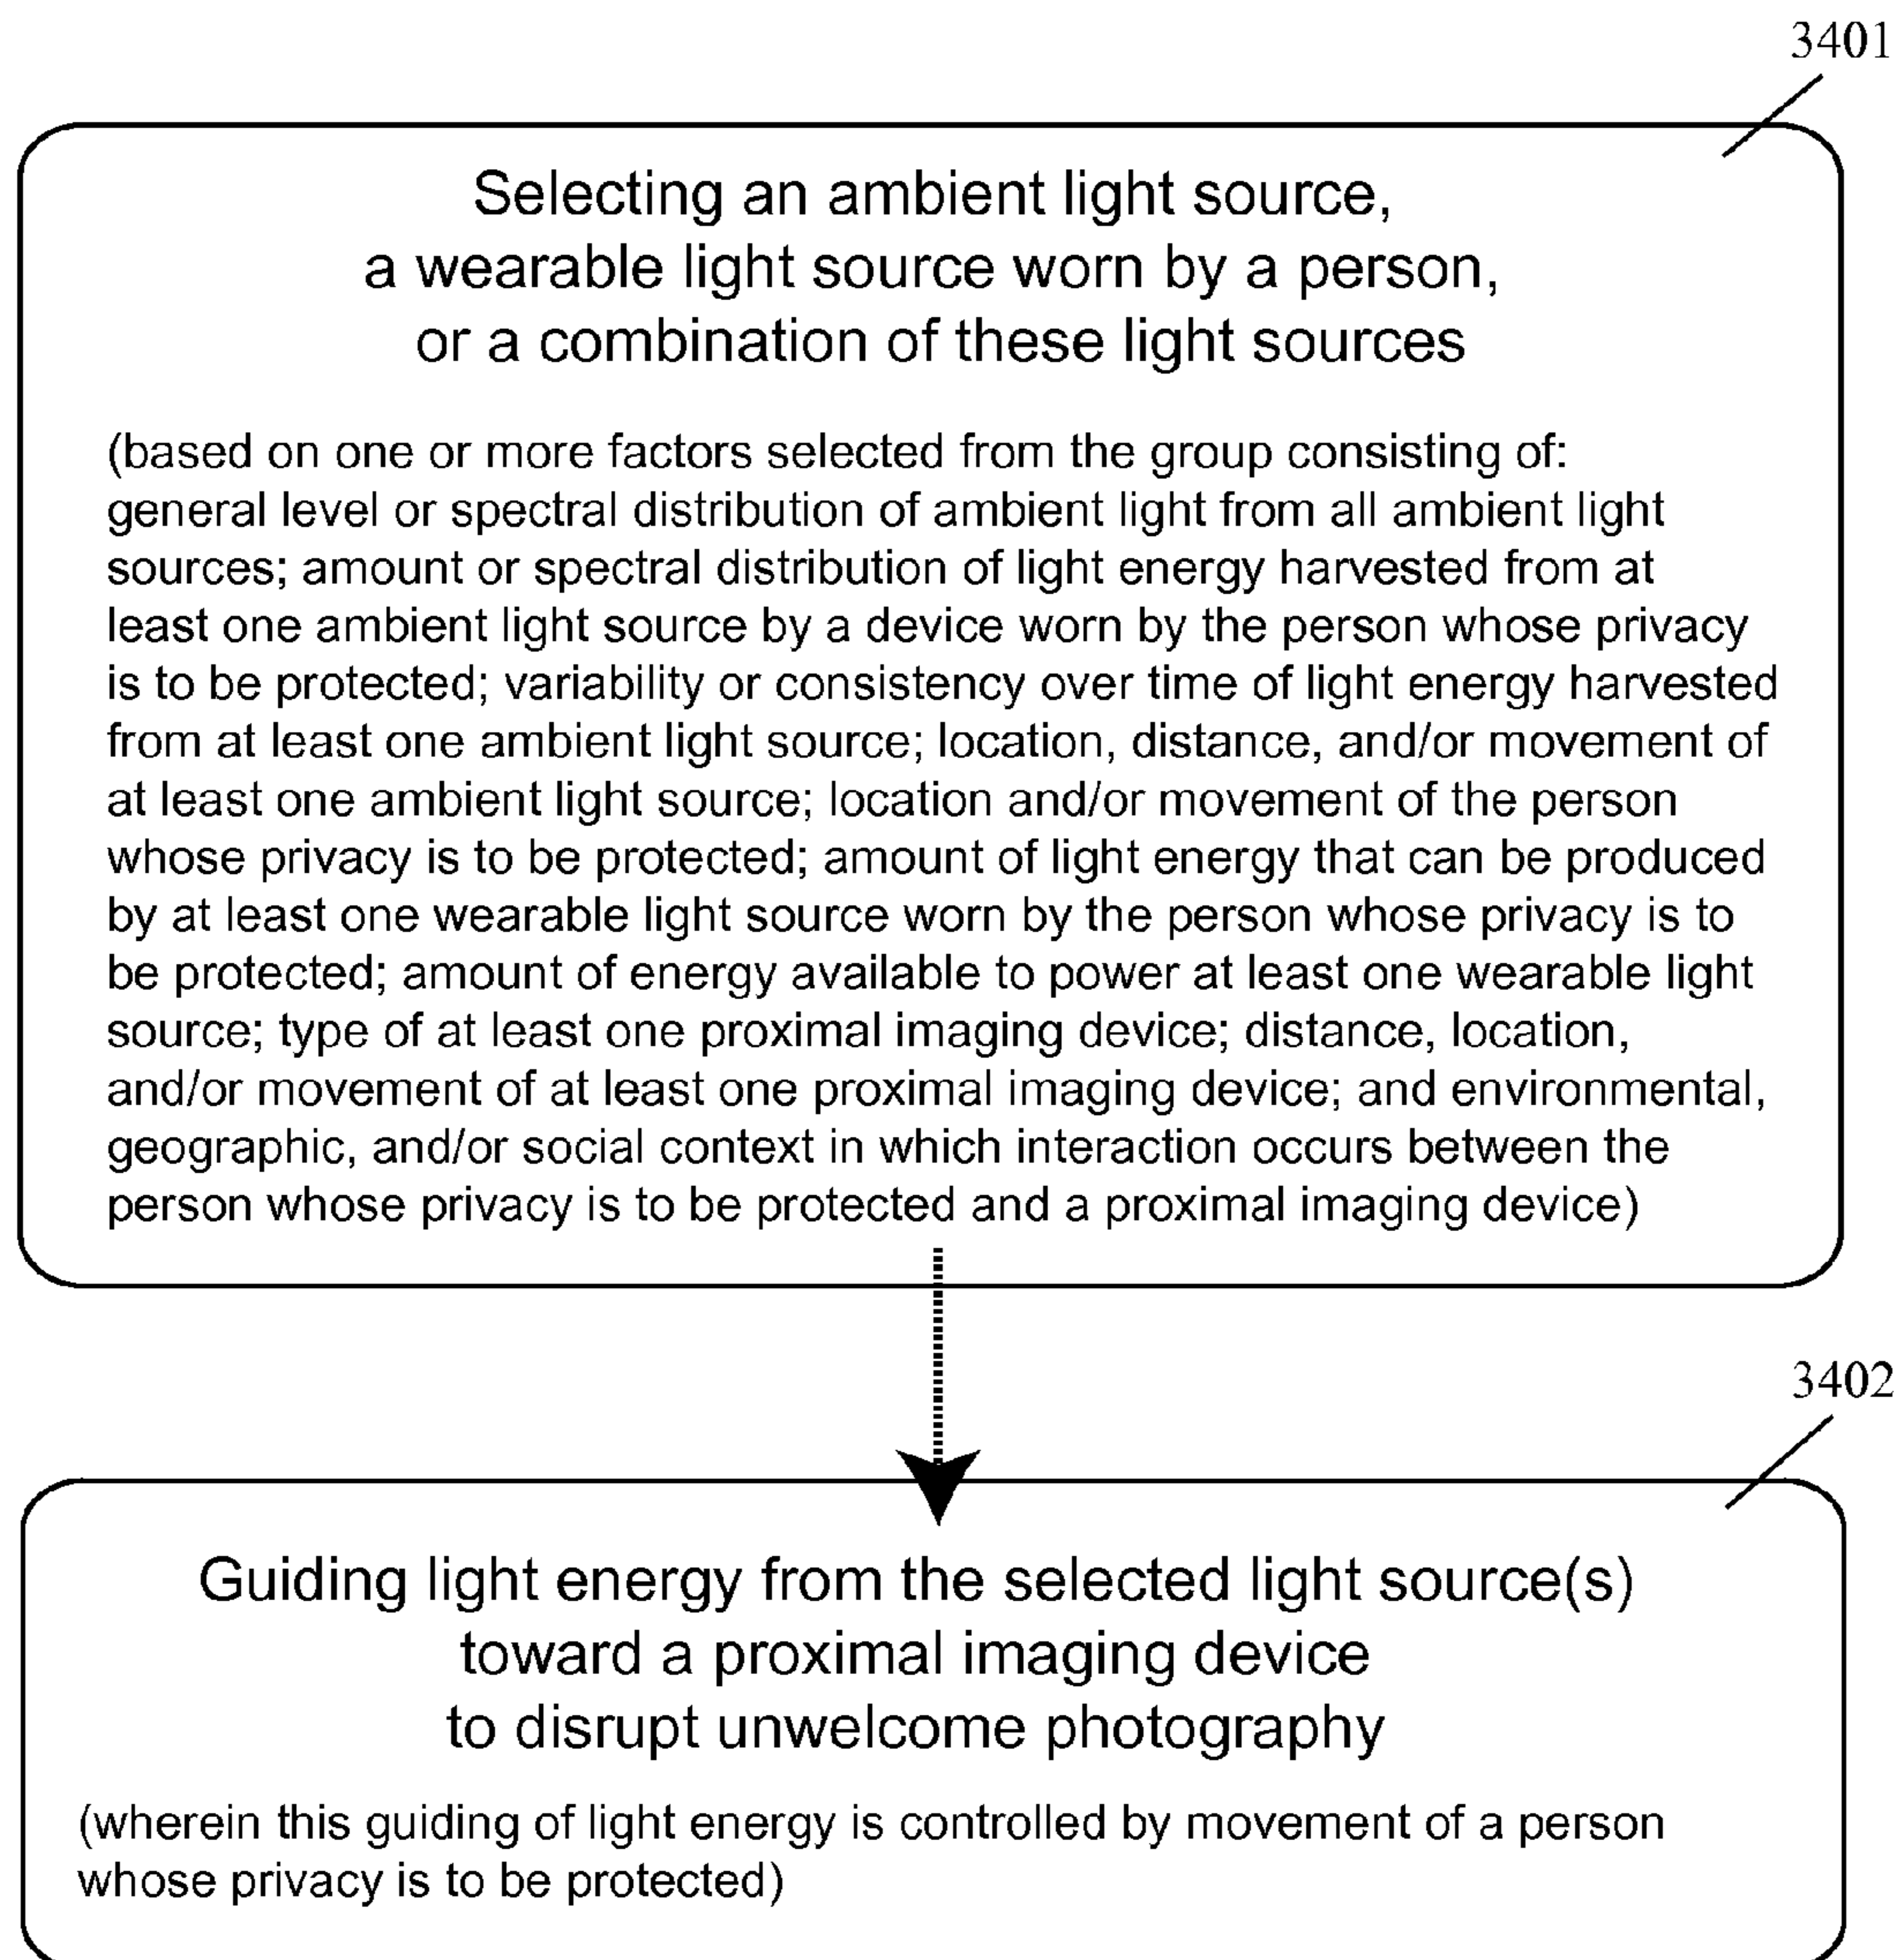 3401
Selecting an ambient light source,
a wearable light source worn by a person,
or a combination of these light sources
(based on one or more factors selected from the group consisting of:
general level or spectral distribution of ambient light from all ambient light
sources; amount or spectral distribution of light energy harvested from at
least one ambient light source by a device worn by the person whose privacy
is to be protected; variability or consistency over time of light energy harvested
from at least one ambient light source; location, distance, and/or movement of
at least one ambient light source; location and/or movement of the person
whose privacy is to be protected; amount of light energy that can be produced
by at least one wearable light source worn by the person whose privacy is to
be protected; amount of energy available to power at least one wearable light
source; type of at least one proximal imaging device; distance, location,
and/or movement of at least one proximal imaging device; and environmental,
geographic, and/or social context in which interaction occurs between the
person whose privacy is to be protected and a proximal imaging device)
3402
Guiding light energy from the selected light source(s)
toward a proximal imaging device
to disrupt unwelcome photography
(wherein this guiding of light energy is controlled by movement of a person
whose privacy is to be protected)